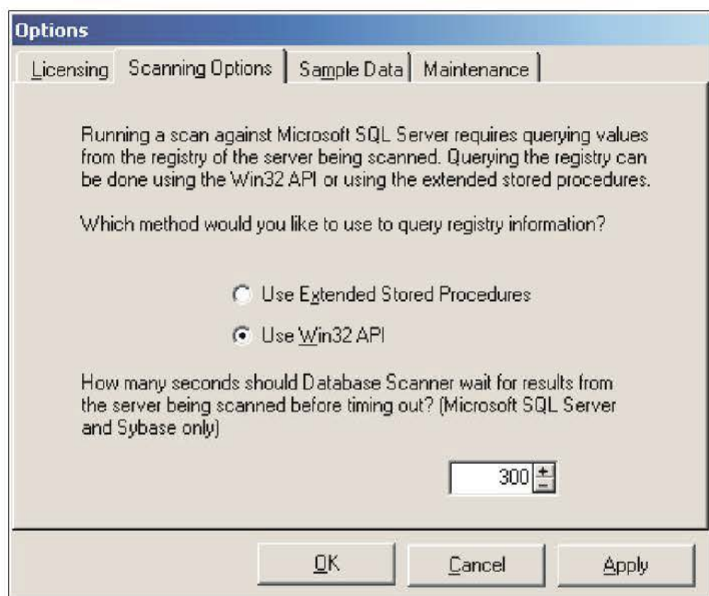 Options
Licensing Scanning Options Sample Data Maintenance
Running a scan against Microsoft SQL Server requires querying values
from the registry of the server being scanned. Querying the registry can
be done using the Win32 API or using the extended stored procedures.
Which method would you like to use to query registry information?
Use Extended Stored Procedures
Use Win32 API
How many seconds should Database Scanner wait for results from
the server being scanned before timing out? (Microsoft SQL Server
and Sybase only)
300
OK Cancel Apply